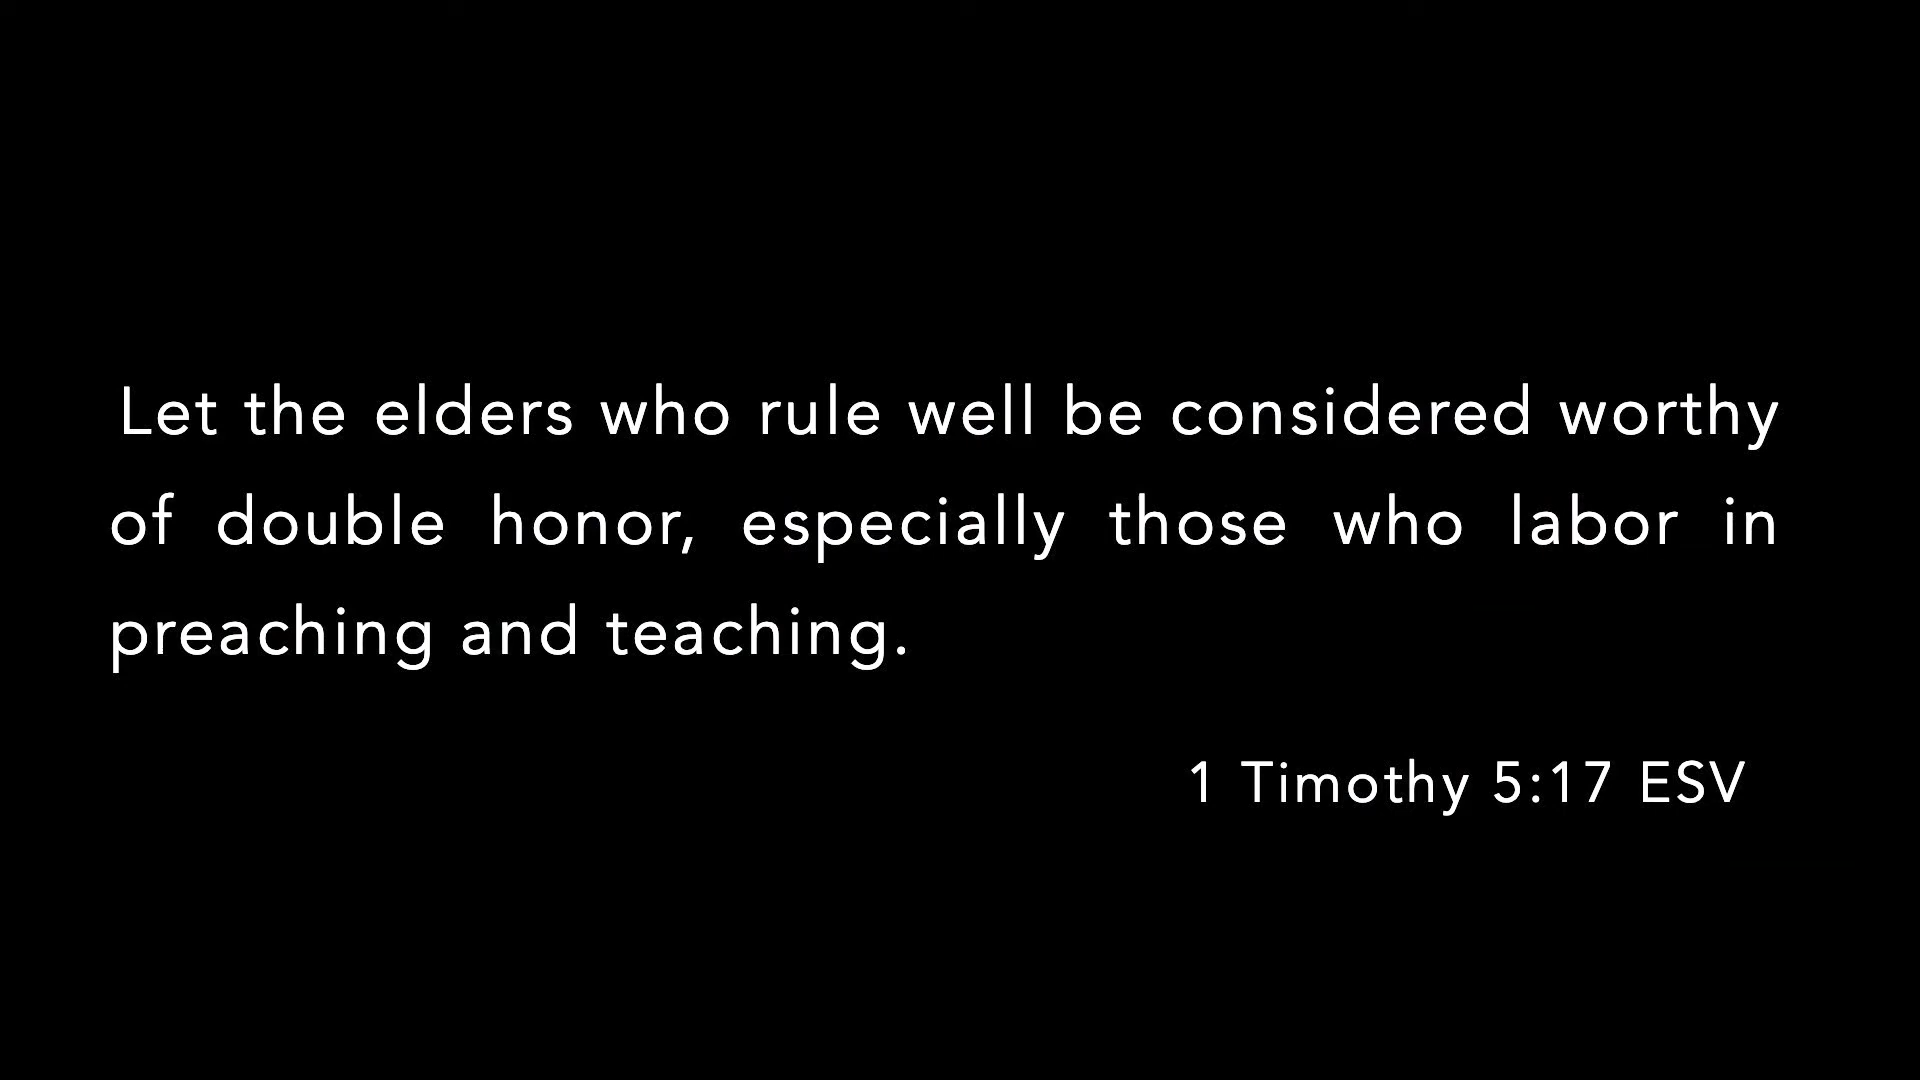 Let the elders who rule well be considered worthy
of double honor, especially those who labor in
preaching and teaching.
1 Timothy 5:17 ESV